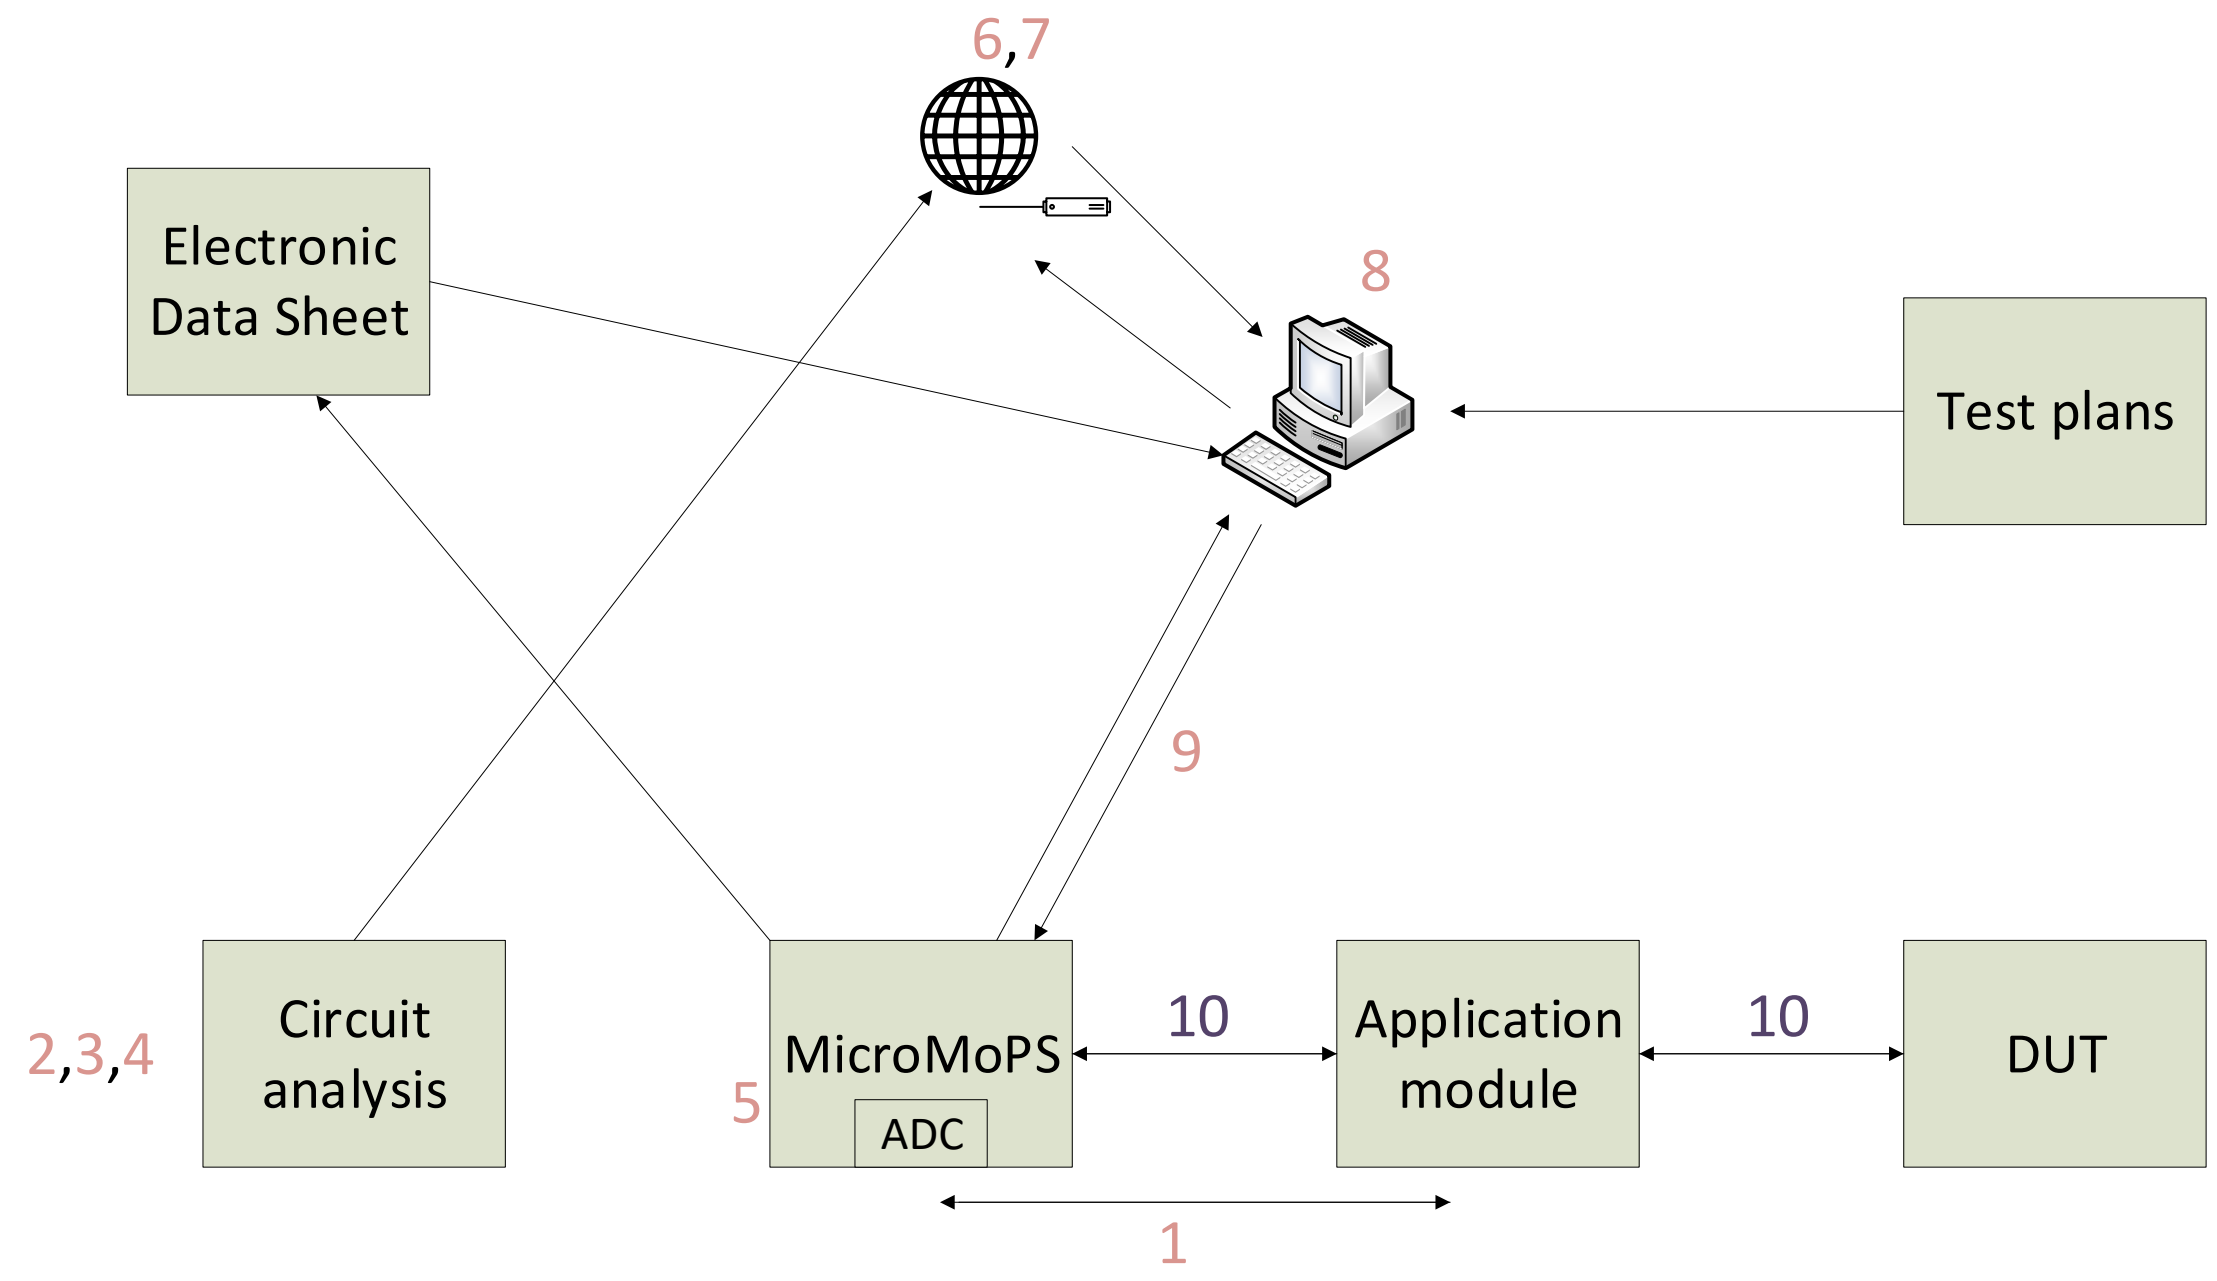 6,7
Electronic
Data Sheet
8
Test plans
9
2,3,4
Circuit
analysis
5
MicroMoPS
ADC
10
Application
module
10
DUT
1